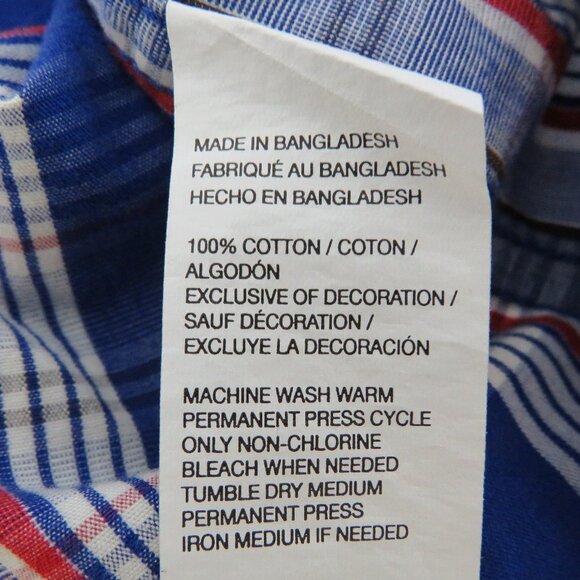 MADE IN BANGLADESH
FABRIQUÉ AU BANGLADESH
HECHO EN BANGLADESH
100% COTTON / COTON /
ALGODÓN
EXCLUSIVE OF DECORATION /
SAUF DÉCORATION /
EXCLUYE LA DECORACIÓN
MACHINE WASH WARM
PERMANENT PRESS CYCLE
ONLY NON-CHLORINE
BLEACH WHEN NEEDED
TUMBLE DRY MEDIUM
PERMANENT PRESS
IRON MEDIUM IF NEEDED